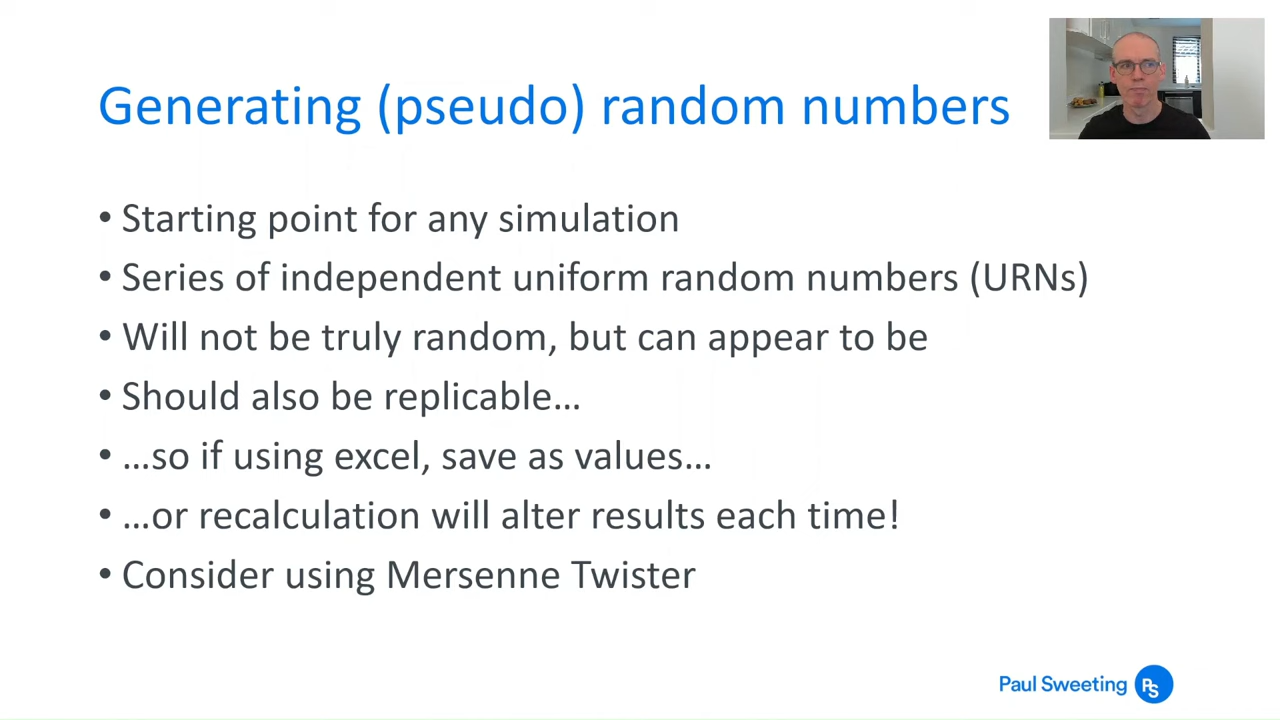 Generating (pseudo) random numbers
• Starting point for any simulation
• Series of independent uniform random numbers (URNs)
• Will not be truly random, but can appear to be
• Should also be replicable…
• …so if using excel, save as values…
• …or recalculation will alter results each time!
• Consider using Mersenne Twister
Paul Sweeting PS